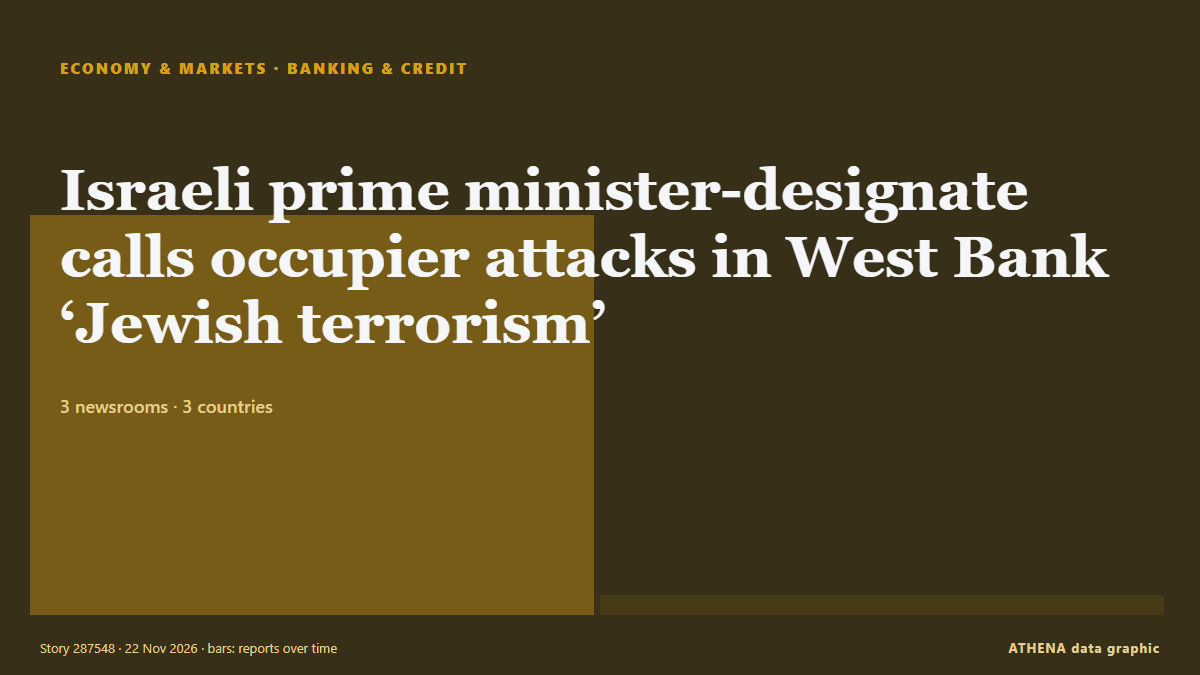 ECONOMY & MARKETS · BANKING & CREDIT
Israeli prime minister-designate
calls occupier attacks in West Bank
‘Jewish terrorism’
3 newsrooms · 3 countries
Story 287548 · 22 Nov 2026 · bars: reports over time
ATHENA data graphic